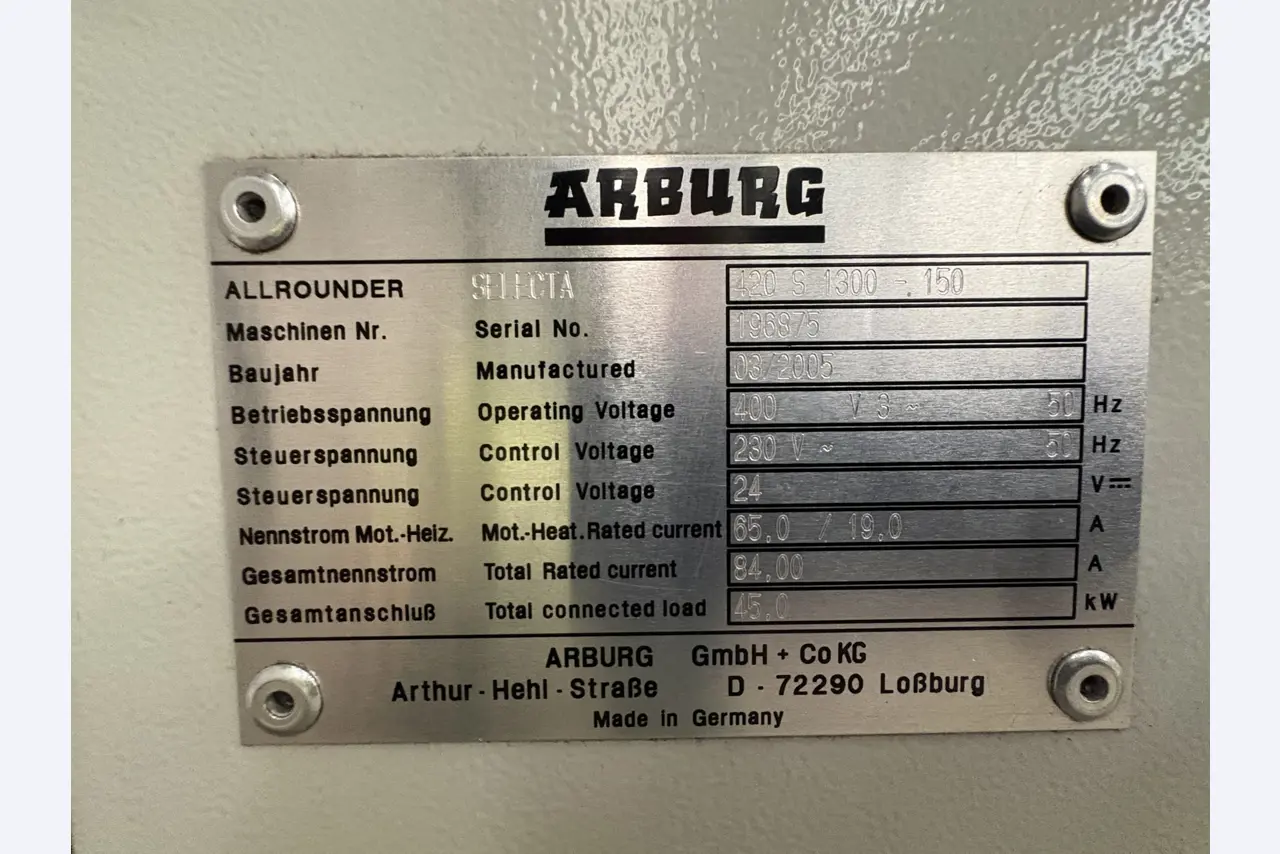 ARBURG
ALLROUNDER SELECTA 420 S 1300 - 150
Maschinen Nr. Serial No. 196875
Baujahr Manufactured 03/2005
Betriebsspannung Operating Voltage 400 V 3 ~ 50 Hz
Steuerspannung Control Voltage 230 V ~ 50 Hz
Steuerspannung Control Voltage 24 V⎓
Nennstrom Mot.-Heiz. Mot.-Heat.Rated current 65,0 / 19,0 A
Gesamtnennstrom Total Rated current 84,00 A
Gesamtanschluß Total connected load 45,0 kW
ARBURG GmbH + Co KG
Arthur - Hehl - Straße D - 72290 Loßburg
Made in Germany